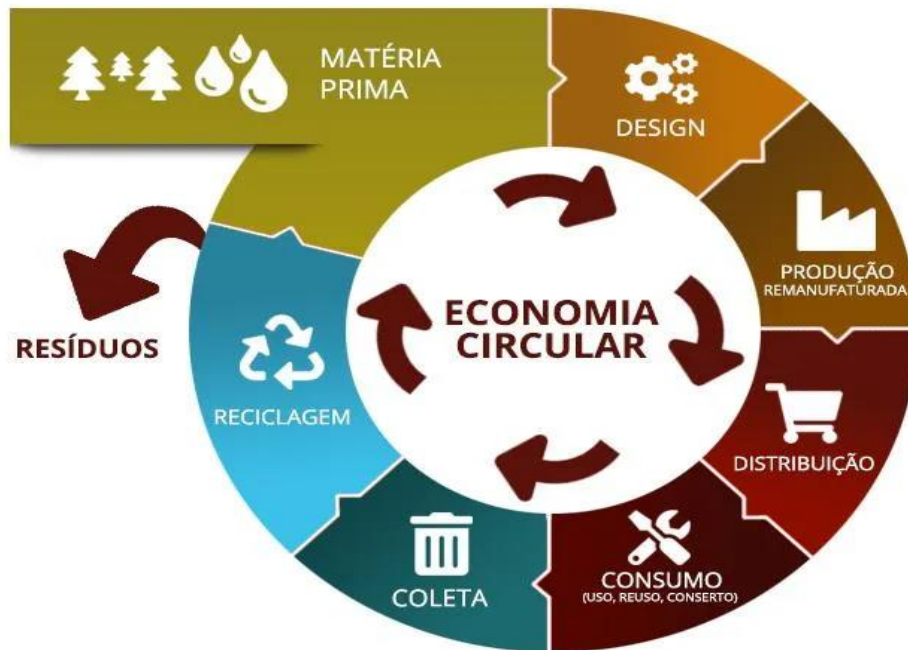 MATÉRIA
PRIMA
DESIGN
PRODUÇÃO
REMANUFATURADA
DISTRIBUIÇÃO
CONSUMO
(USO, REUSO, CONSERTO)
COLETA
RECICLAGEM
RESÍDUOS
ECONOMIA
CIRCULAR